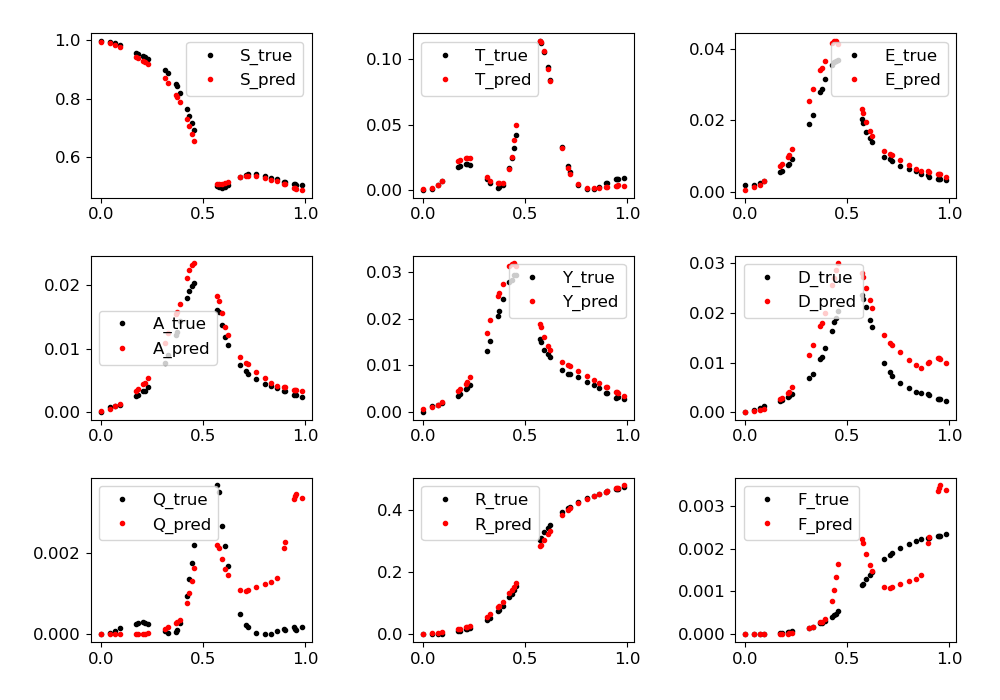 1.0
0.8
0.6
S_true
S_pred
0.0 0.5 1.0
0.10
0.05
0.00
T_true
T_pred
0.0 0.5 1.0
0.04
0.02
0.00
E_true
E_pred
0.0 0.5 1.0
0.02
0.01
0.00
A_true
A_pred
0.0 0.5 1.0
0.03
0.02
0.01
0.00
Y_true
Y_pred
0.0 0.5 1.0
0.03
0.02
0.01
0.00
D_true
D_pred
0.0 0.5 1.0
0.002
0.000
Q_true
Q_pred
0.0 0.5 1.0
0.4
0.2
0.0
R_true
R_pred
0.0 0.5 1.0
0.003
0.002
0.001
0.000
F_true
F_pred
0.0 0.5 1.0